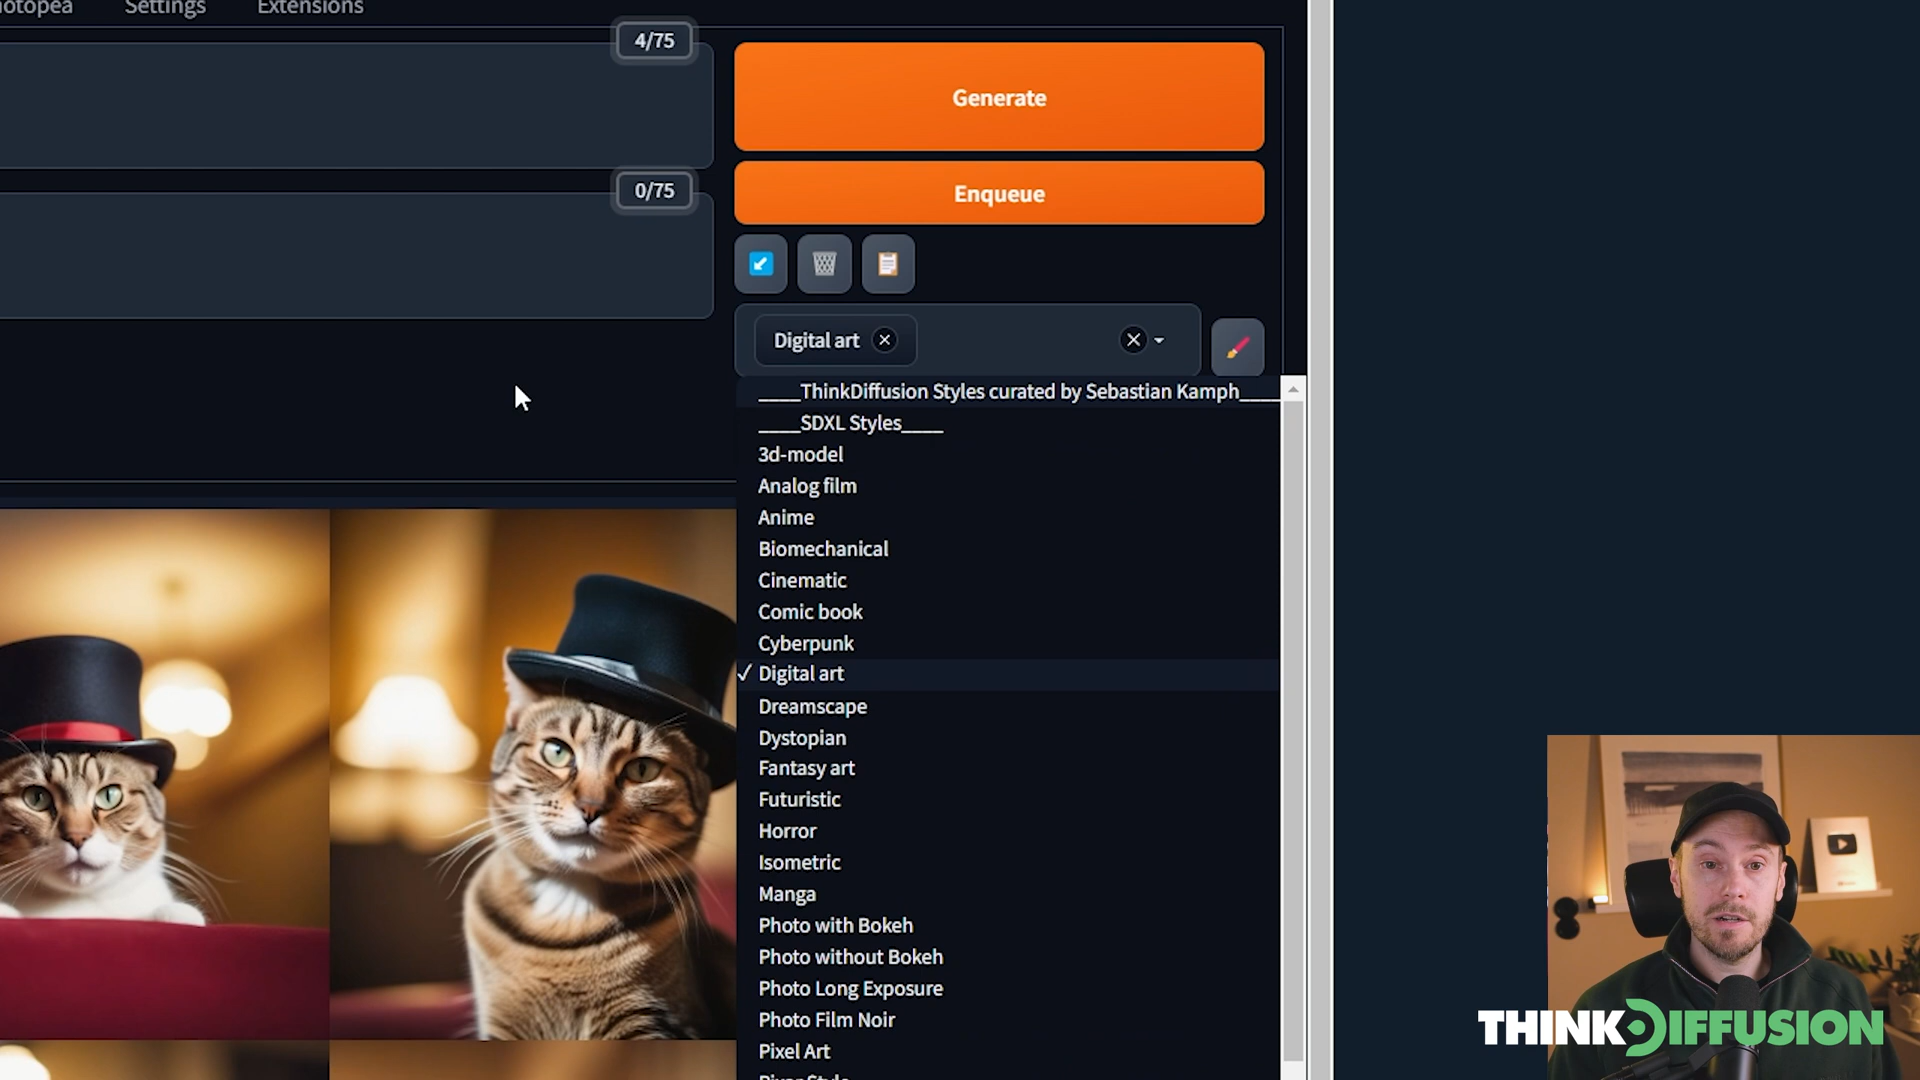 Settings
Extensions
4/75
Generate
0/75
Enqueue
Digital art
____ThinkDiffusion Styles curated by Sebastian Kamph____
____SDXL Styles____
3d-model
Analog film
Anime
Biomechanical
Cinematic
Comic book
Cyberpunk
✓ Digital art
Dreamscape
Dystopian
Fantasy art
Futuristic
Horror
Isometric
Manga
Photo with Bokeh
Photo without Bokeh
Photo Long Exposure
Photo Film Noir
Pixel Art
THINKDIFFUSION